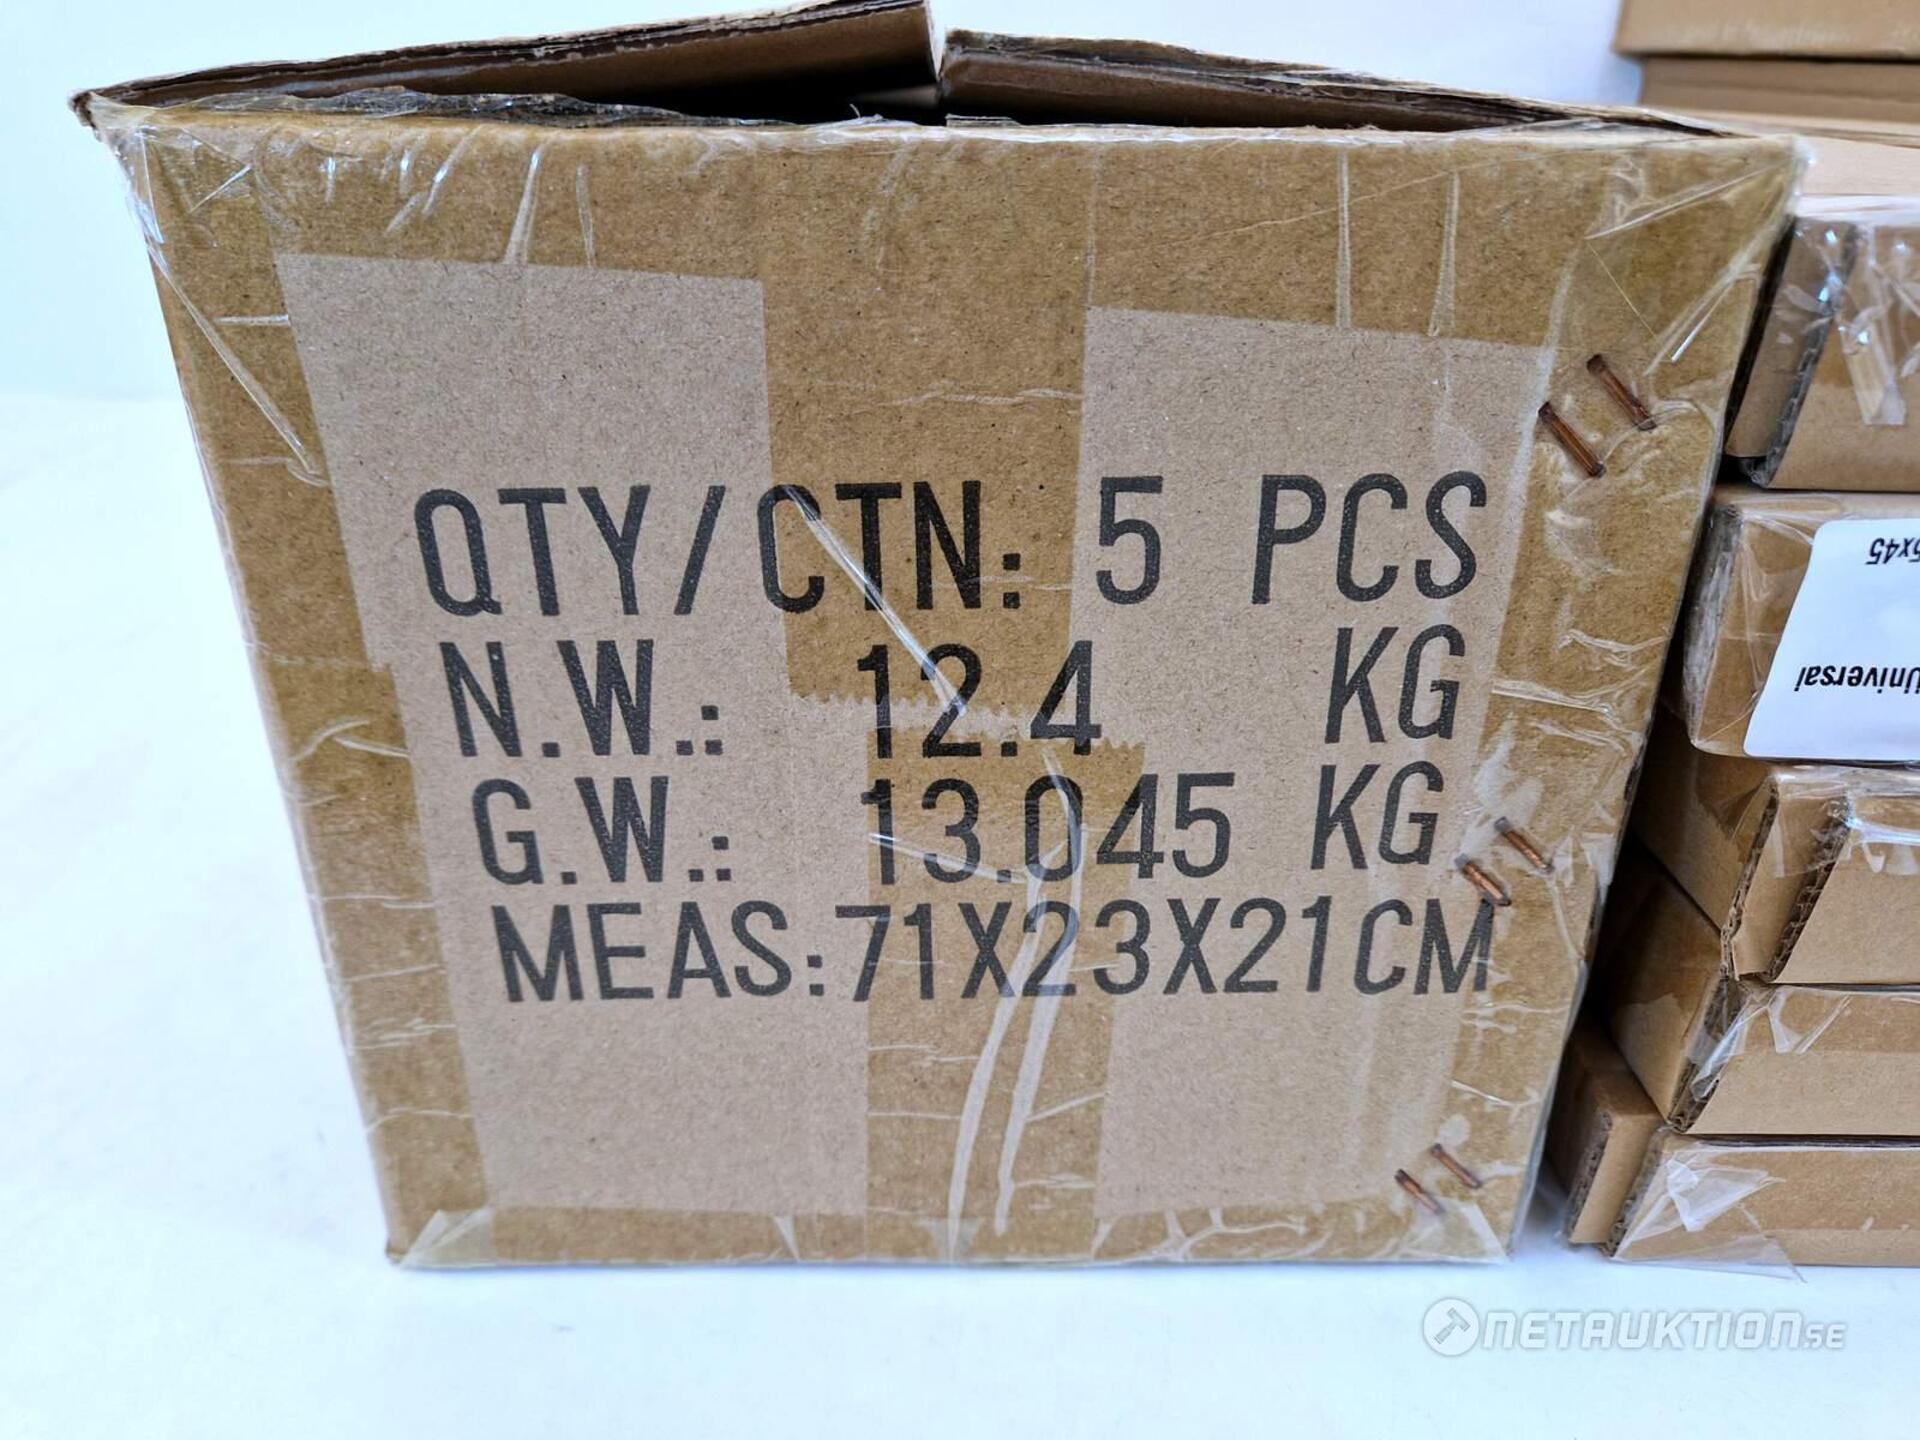 QTY/CTN: 5 PCS
N.W.: 12.4 KG
G.W.: 13.045 KG
MEAS:71X23X21CM
Universal
NETAUKTION.SE